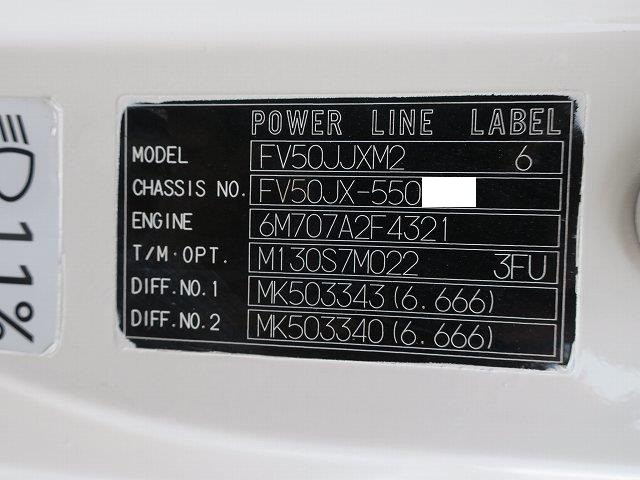 POWER LINE LABEL
MODEL FV50JJXM2 6
CHASSIS NO. FV50JX-550
ENGINE 6M707A2F4321
T/M·OPT. M130S7M022 3FU
DIFF.NO.1 MK503343(6.666)
DIFF.NO.2 MK503340(6.666)
11%